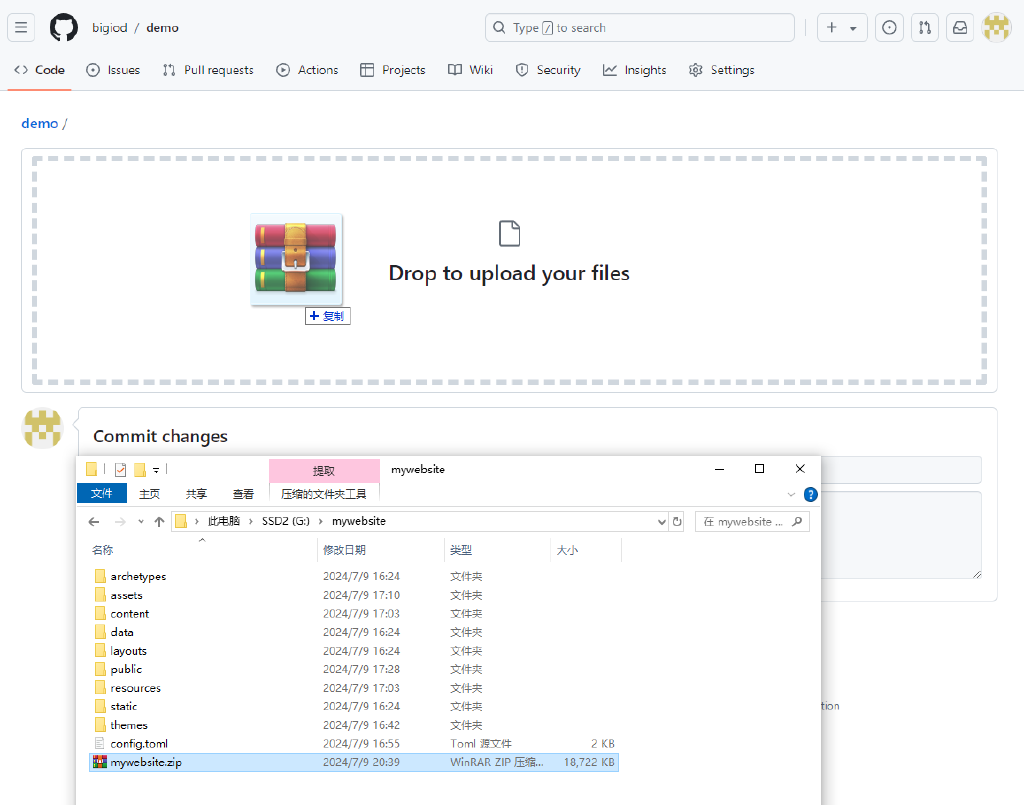 bigiod / demo
Type / to search
Code Issues Pull requests Actions Projects Wiki Security Insights Settings
demo /
Drop to upload your files
+ 复制
Commit changes
提取 mywebsite
文件 主页 共享 查看 压缩的文件夹工具
此电脑 › SSD2 (G:) › mywebsite 在 mywebsite ...
名称 修改日期 类型 大小
archetypes 2024/7/9 16:24 文件夹
assets 2024/7/9 17:10 文件夹
content 2024/7/9 17:03 文件夹
data 2024/7/9 16:24 文件夹
layouts 2024/7/9 16:24 文件夹
public 2024/7/9 17:28 文件夹
resources 2024/7/9 17:03 文件夹
static 2024/7/9 16:24 文件夹
tion
themes 2024/7/9 16:42 文件夹
config.toml 2024/7/9 16:55 Toml 源文件 2 KB
mywebsite.zip 2024/7/9 20:39 WinRAR ZIP 压缩... 18,722 KB